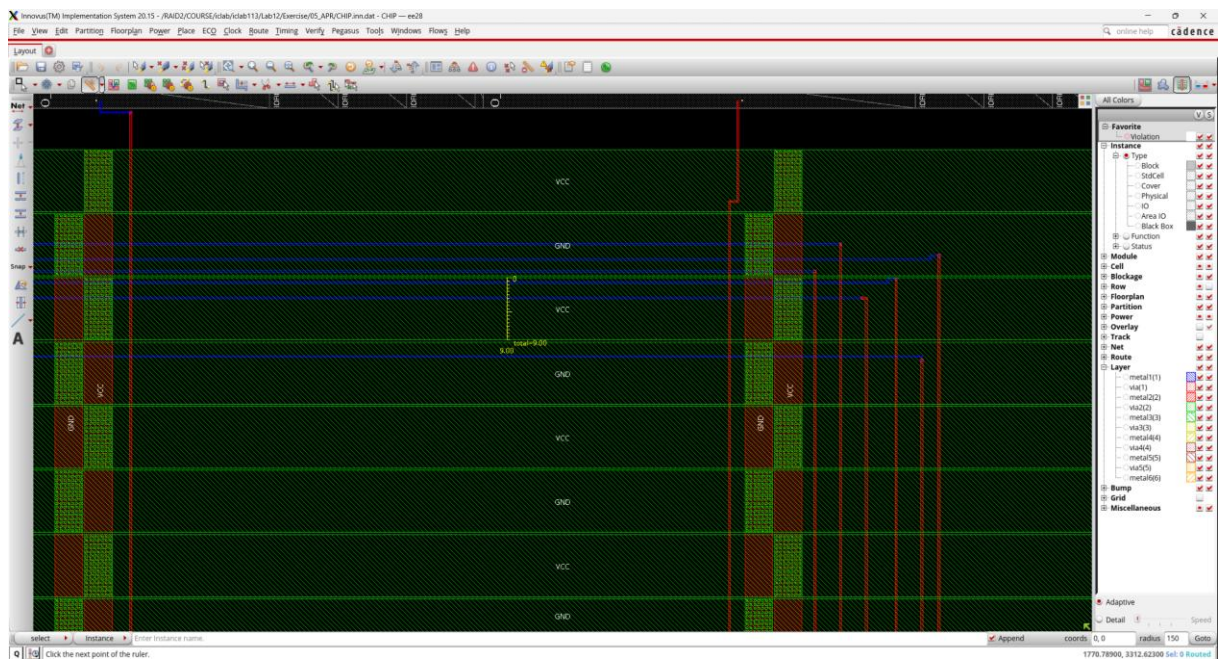 Innovus(TM) Implementation System 20.15 - /RAID2/COURSE/iclab/iclab113/Lab12/Exercise/05_APR/CHIP.inn.dat - CHIP — ee28
File View Edit Partition Floorplan Power Place ECO Clock Route Timing Verify Pegasus Tools Windows Flows Help
online help cādence
Layout
All Colors
Net
V S
Favorite
Violation
Instance
Type
Block
StdCell
Cover
Physical
IO
Area IO
Black Box
Function
Status
Module
Cell
Blockage
Row
Floorplan
Partition
Power
Overlay
Track
Net
Route
Layer
metal1(1)
via(1)
metal2(2)
via2(2)
metal3(3)
via3(3)
metal4(4)
via4(4)
metal5(5)
via5(5)
metal6(6)
Bump
Grid
Miscellaneous
Snap
A
VCC
GND
0
VCC
total=9.00
9.00
GND
VCC
VCC
GND
GND
VCC
GND
VCC
GND
Adaptive
Detail Speed
select Instance Enter Instance name. Append coords 0, 0 radius 150 Goto
Q Click the next point of the ruler. 1770.78900, 3312.62300 Sel: 0 Routed